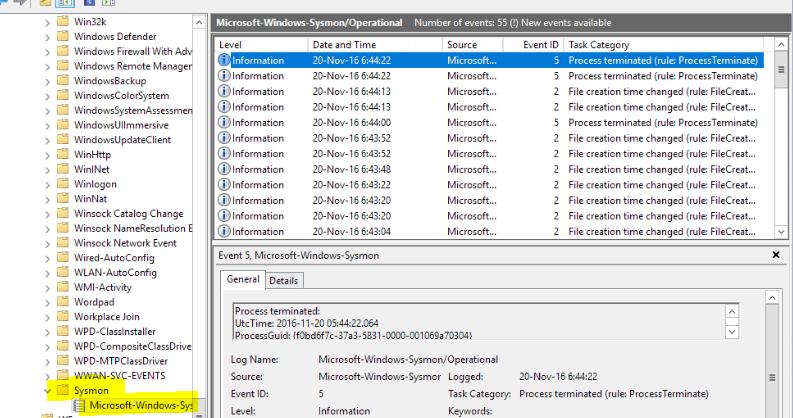 Win32k
Windows Defender
Windows Firewall With Adv
Windows Remote Manager
WindowsBackup
WindowsColorSystem
WindowsSystemAssessmen
WindowsUIImmersive
WindowsUpdateClient
WinHttp
WinINet
Winlogon
WinNat
Winsock Catalog Change
Winsock NameResolution E
Winsock Network Event
Wired-AutoConfig
WLAN-AutoConfig
WMI-Activity
Wordpad
Workplace Join
WPD-ClassInstaller
WPD-CompositeClassDrive
WPD-MTPClassDriver
WWAN-SVC-EVENTS
Sysmon
Microsoft-Windows-Sys
Microsoft-Windows-Sysmon/Operational Number of events: 55 (!) New events available
Level Date and Time Source Event ID Task Category
Information 20-Nov-16 6:44:22 Microsoft... 5 Process terminated (rule: ProcessTerminate)
Information 20-Nov-16 6:44:22 Microsoft... 5 Process terminated (rule: ProcessTerminate)
Information 20-Nov-16 6:44:13 Microsoft... 2 File creation time changed (rule: FileCreat...
Information 20-Nov-16 6:44:13 Microsoft... 2 File creation time changed (rule: FileCreat...
Information 20-Nov-16 6:44:00 Microsoft... 5 Process terminated (rule: ProcessTerminate)
Information 20-Nov-16 6:43:52 Microsoft... 2 File creation time changed (rule: FileCreat...
Information 20-Nov-16 6:43:52 Microsoft... 2 File creation time changed (rule: FileCreat...
Information 20-Nov-16 6:43:48 Microsoft... 2 File creation time changed (rule: FileCreat...
Information 20-Nov-16 6:43:22 Microsoft... 2 File creation time changed (rule: FileCreat...
Information 20-Nov-16 6:43:20 Microsoft... 2 File creation time changed (rule: FileCreat...
Information 20-Nov-16 6:43:20 Microsoft... 2 File creation time changed (rule: FileCreat...
Information 20-Nov-16 6:43:04 Microsoft... 2 File creation time changed (rule: FileCreat...
Event 5, Microsoft-Windows-Sysmon
General Details
Process terminated:
UtcTime: 2016-11-20 05:44:22.064
ProcessGuid: {f0bd6f7c-37a3-5831-0000-001069a70304}
Log Name: Microsoft-Windows-Sysmon/Operational
Source: Microsoft-Windows-Sysmor Logged: 20-Nov-16 6:44:22
Event ID: 5 Task Category: Process terminated (rule: ProcessTerminate)
Level: Information Keywords: